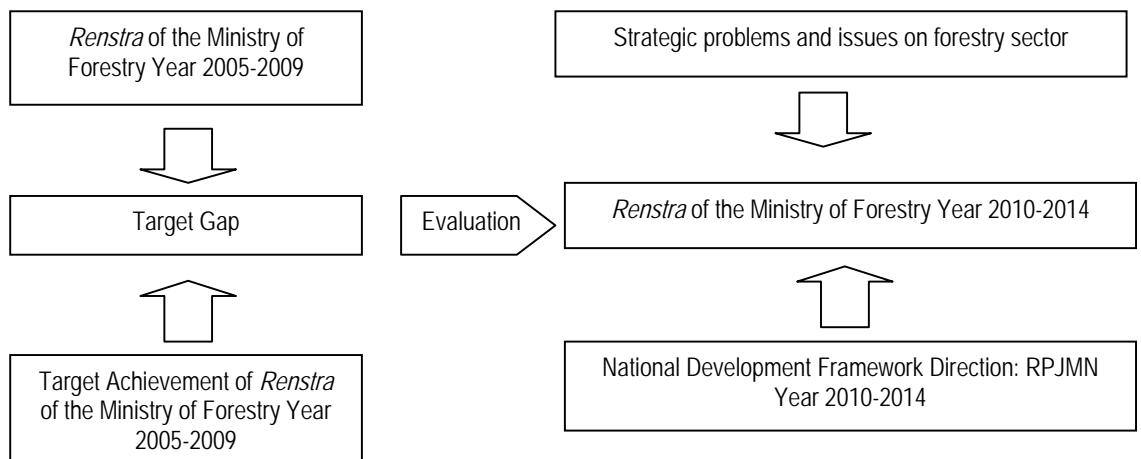 Renstra of the Ministry of
Forestry Year 2005-2009
Strategic problems and issues on forestry sector
Target Gap
Evaluation
Renstra of the Ministry of Forestry Year 2010-2014
Target Achievement of Renstra
of the Ministry of Forestry Year
2005-2009
National Development Framework Direction: RPJMN
Year 2010-2014